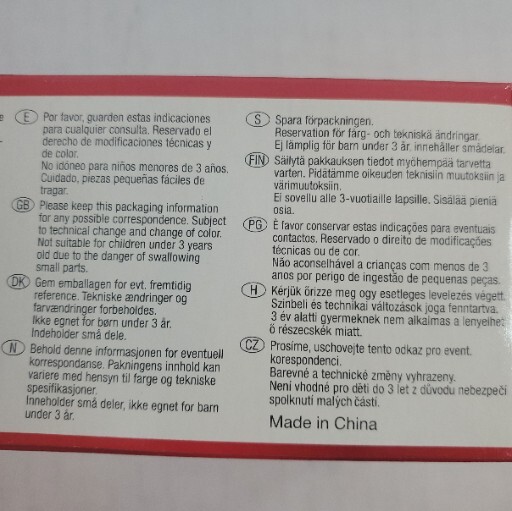 E Por favor, guarden estas indicaciones
para cualquier consulta. Reservado el
derecho de modificaciones técnicas y
de color.
No idóneo para niños menores de 3 años.
Cuidado, piezas pequeñas fáciles de
tragar.
GB Please keep this packaging information
for any possible correspondence. Subject
to technical change and change of color.
Not suitable for children under 3 years
old due to the danger of swallowing
small parts.
DK Gem emballagen for evt. fremtidig
reference. Tekniske ændringer og
farvændringer forbeholdes.
Ikke egnet for børn under 3 år.
Indeholder små dele.
N Behold denne informasjonen for eventuell
korrespondanse. Pakningens innhold kan
variere med hensyn til farge og tekniske
spesifikasjoner.
Inneholder små deler, ikke egnet for barn
under 3 år.
S Spara förpackningen.
Reservation för färg- och tekniska ändringar.
Ej lämplig för barn under 3 år. innehåller smådelar.
FIN Säilytä pakkauksen tiedot myöhempää tarvetta
varten. Pidätämme oikeuden teknisiin muutoksiin ja
värimuutoksiin.
Ei sovellu alle 3-vuotiaille lapsille. Sisälää pieniä
osia.
PG É favor conservar estas indicações para eventuais
contactos. Reservado o direito de modificações
técnicas ou de cor.
Não aconselhável a crianças com menos de 3
anos por perigo de ingestão de pequenas peças.
H Kérjük őrizze meg ogy esetleges levelezés végett.
Szinbeli és technikai változások joga fenntartva.
3 év alatti gyermeknek nem alkalmas a lenyelhet
ö részecskék miatt.
CZ Prosíme, uschovejte tento odkaz pro event.
korespondenci.
Barevné a technické změny vyhrazeny.
Není vhodné pro děti do 3 let z důvodu nebezpečí
spolknutí malých částí.
Made in China